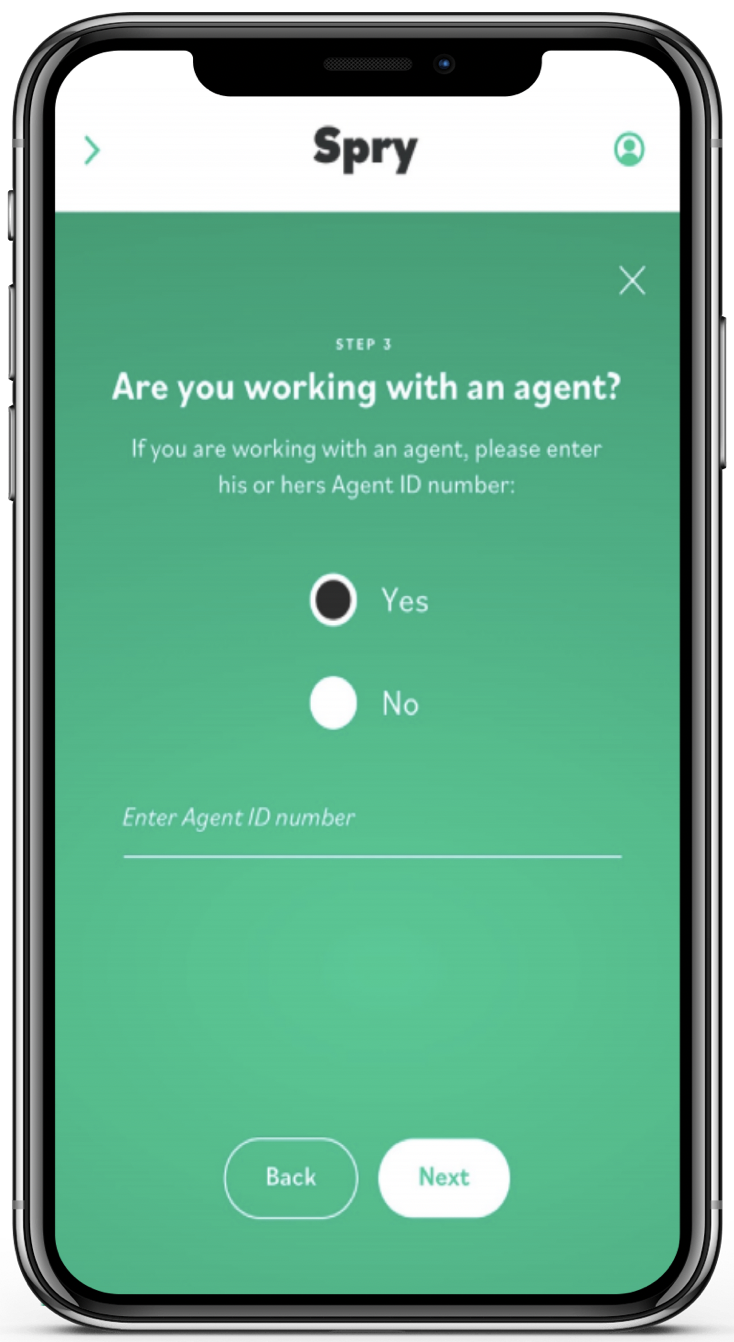 Spry
STEP 3
Are you working with an agent?
If you are working with an agent, please enter
his or hers Agent ID number:
Yes
No
Enter Agent ID number
Back
Next